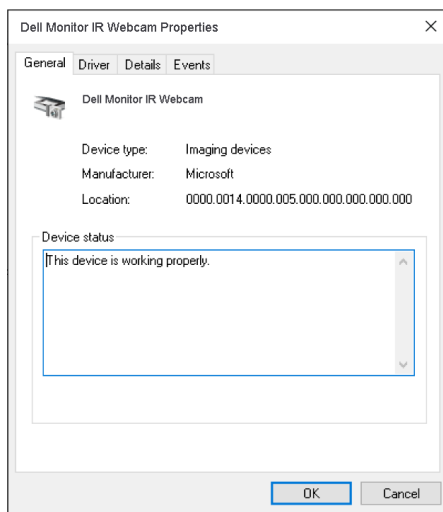 Dell Monitor IR Webcam Properties
General Driver Details Events
Dell Monitor IR Webcam
Device type: Imaging devices
Manufacturer: Microsoft
Location: 0000.0014.0000.005.000.000.000.000.000
Device status
This device is working properly.
OK Cancel